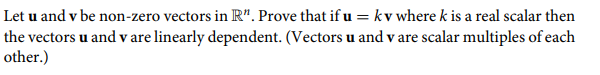 Let u and v be non-zero vectors in ℝⁿ. Prove that if u = k v where k is a real scalar then
the vectors u and v are linearly dependent. (Vectors u and v are scalar multiples of each
other.)